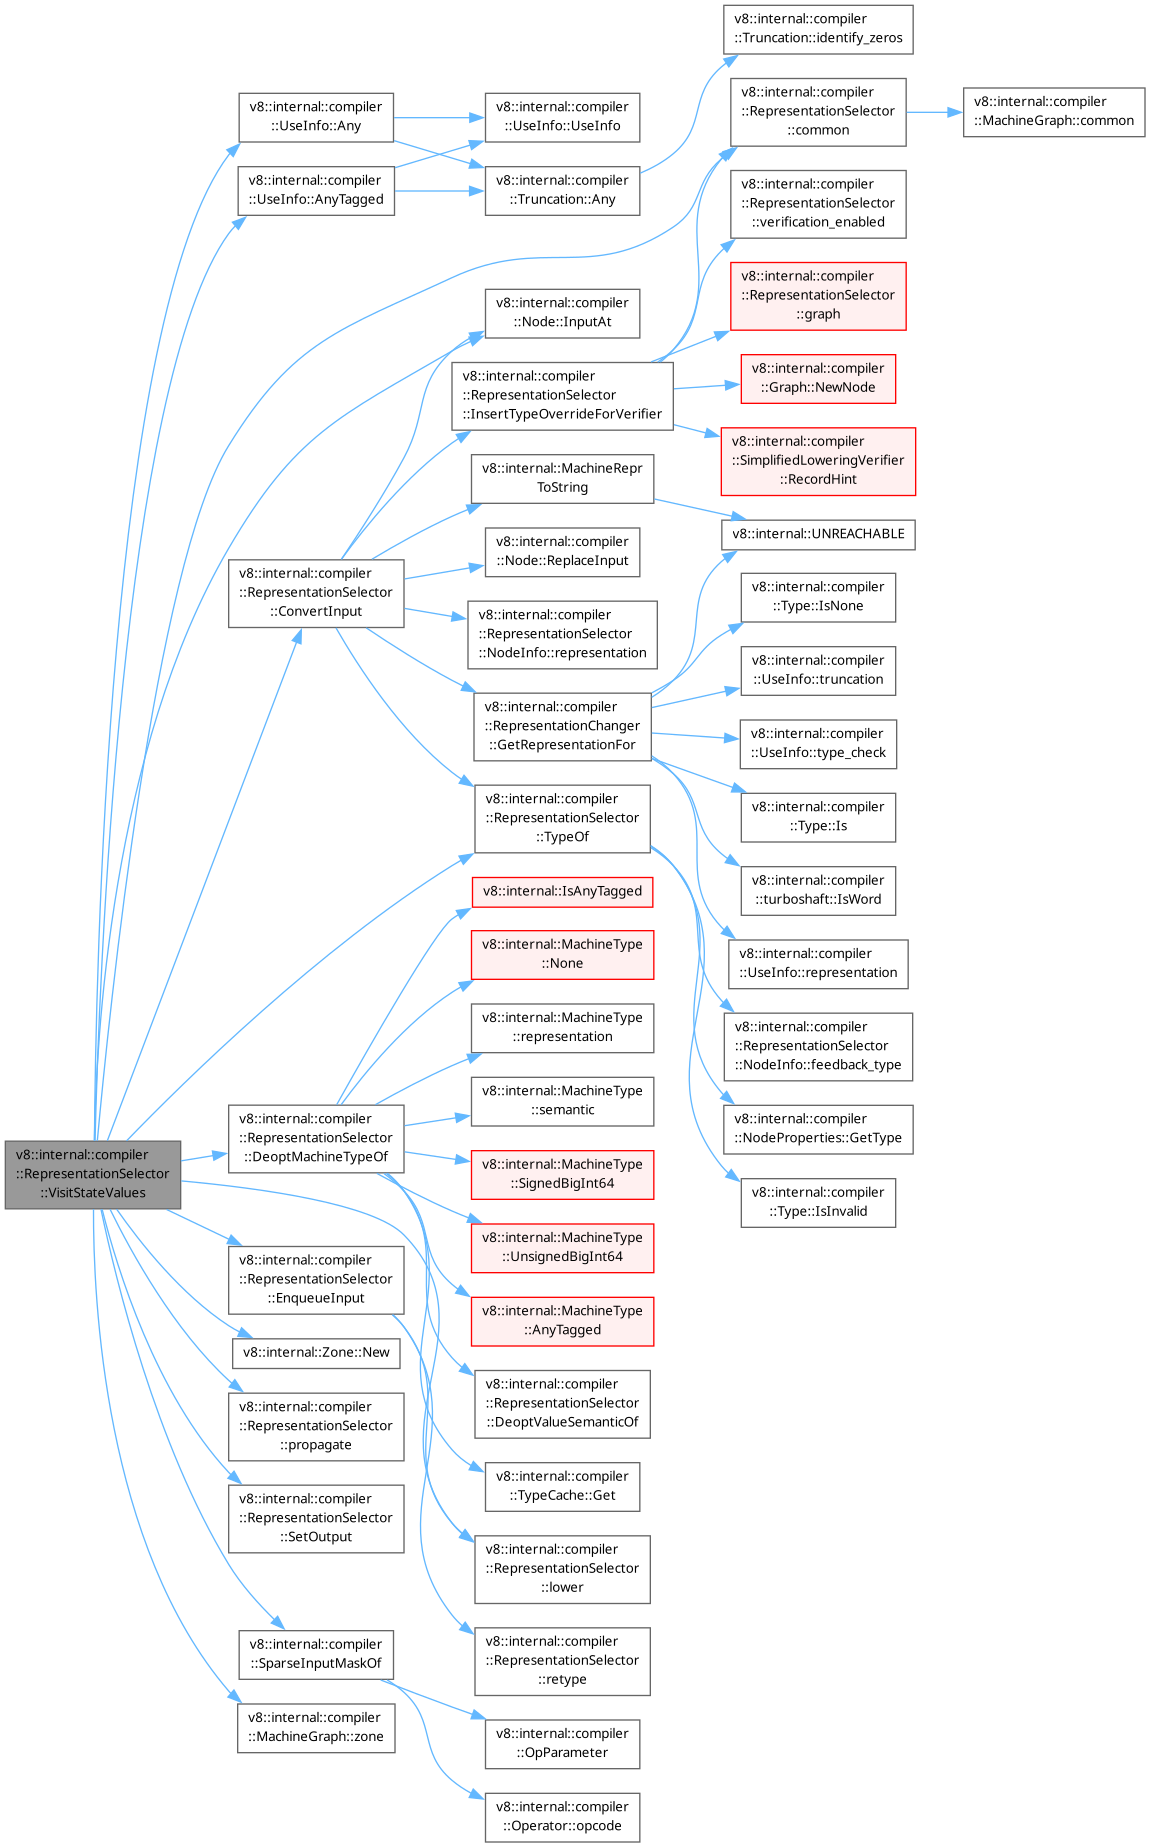 v8::internal::compiler
::RepresentationSelector
::VisitStateValues
v8::internal::compiler
::UseInfo::Any
v8::internal::compiler
::UseInfo::AnyTagged
v8::internal::compiler
::RepresentationSelector
::ConvertInput
v8::internal::compiler
::RepresentationSelector
::DeoptMachineTypeOf
v8::internal::compiler
::RepresentationSelector
::EnqueueInput
v8::internal::Zone::New
v8::internal::compiler
::RepresentationSelector
::propagate
v8::internal::compiler
::RepresentationSelector
::SetOutput
v8::internal::compiler
::SparseInputMaskOf
v8::internal::compiler
::MachineGraph::zone
v8::internal::compiler
::UseInfo::UseInfo
v8::internal::compiler
::Truncation::Any
v8::internal::compiler
::Node::InputAt
v8::internal::compiler
::RepresentationSelector
::InsertTypeOverrideForVerifier
v8::internal::MachineRepr
ToString
v8::internal::compiler
::Node::ReplaceInput
v8::internal::compiler
::RepresentationSelector
::NodeInfo::representation
v8::internal::compiler
::RepresentationChanger
::GetRepresentationFor
v8::internal::compiler
::RepresentationSelector
::TypeOf
v8::internal::IsAnyTagged
v8::internal::MachineType
::None
v8::internal::MachineType
::representation
v8::internal::MachineType
::semantic
v8::internal::MachineType
::SignedBigInt64
v8::internal::MachineType
::UnsignedBigInt64
v8::internal::MachineType
::AnyTagged
v8::internal::compiler
::RepresentationSelector
::DeoptValueSemanticOf
v8::internal::compiler
::TypeCache::Get
v8::internal::compiler
::RepresentationSelector
::lower
v8::internal::compiler
::RepresentationSelector
::retype
v8::internal::compiler
::OpParameter
v8::internal::compiler
::Operator::opcode
v8::internal::compiler
::Truncation::identify_zeros
v8::internal::compiler
::RepresentationSelector
::common
v8::internal::compiler
::RepresentationSelector
::verification_enabled
v8::internal::compiler
::RepresentationSelector
::graph
v8::internal::compiler
::Graph::NewNode
v8::internal::compiler
::SimplifiedLoweringVerifier
::RecordHint
v8::internal::UNREACHABLE
v8::internal::compiler
::Type::IsNone
v8::internal::compiler
::UseInfo::truncation
v8::internal::compiler
::UseInfo::type_check
v8::internal::compiler
::Type::Is
v8::internal::compiler
::turboshaft::IsWord
v8::internal::compiler
::UseInfo::representation
v8::internal::compiler
::RepresentationSelector
::NodeInfo::feedback_type
v8::internal::compiler
::NodeProperties::GetType
v8::internal::compiler
::Type::IsInvalid
v8::internal::compiler
::MachineGraph::common